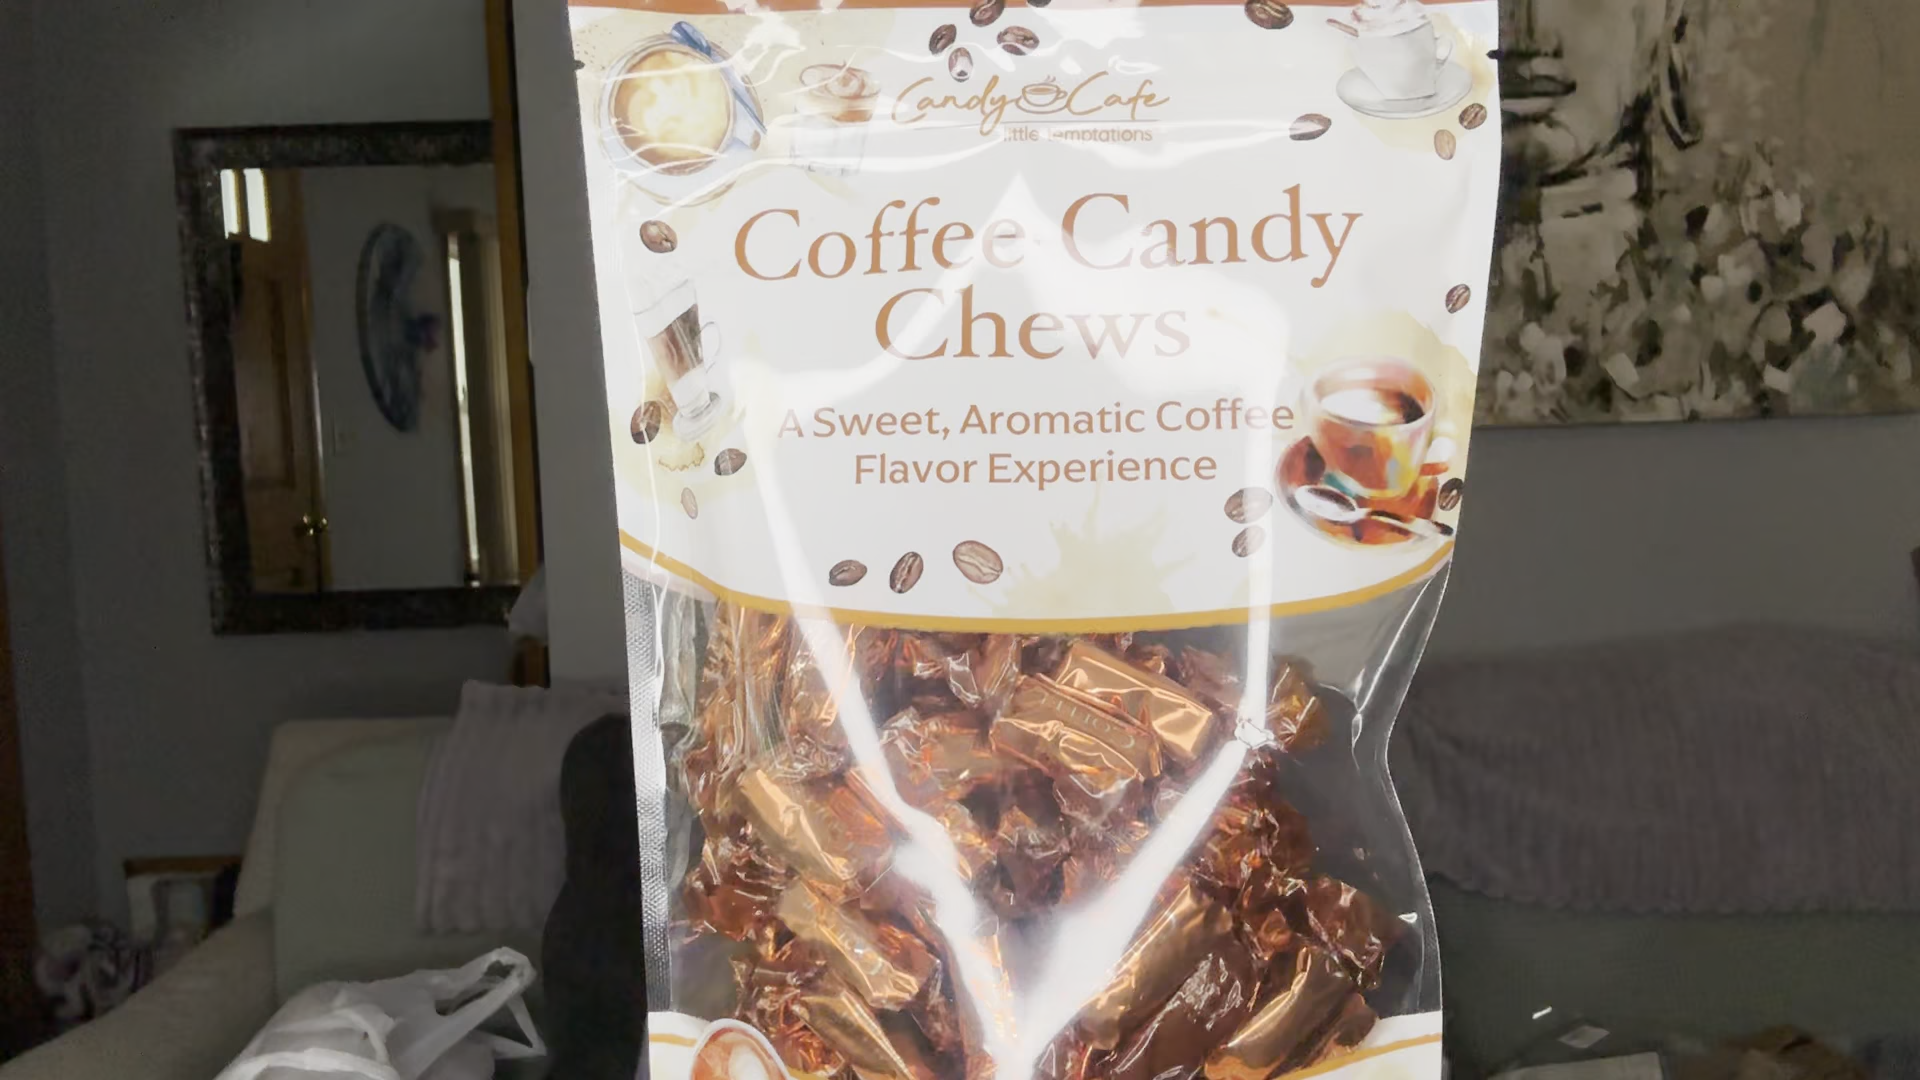 Candy Cafe
little temptations
Coffee Candy
Chews
A Sweet, Aromatic Coffee
Flavor Experience